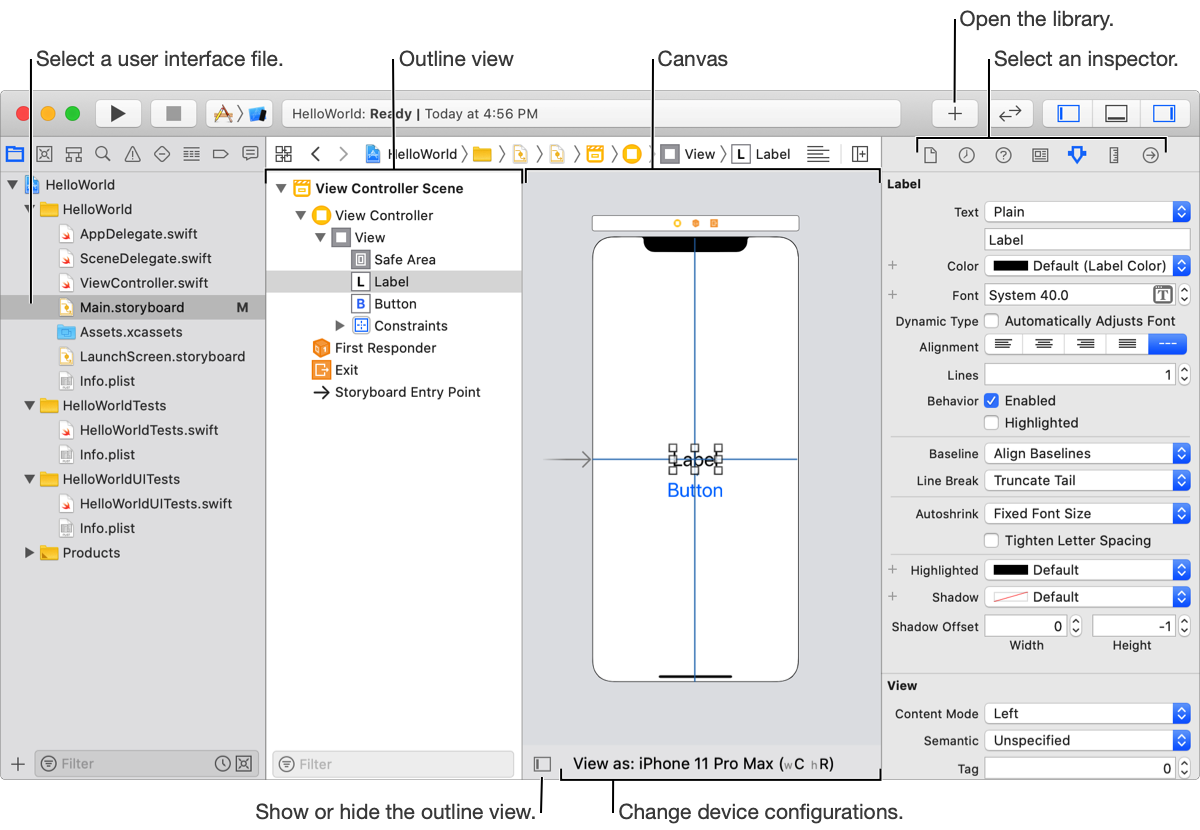 Open the library.
Select a user interface file.
Outline view
Canvas
Select an inspector.
HelloWorld: Ready | Today at 4:56 PM
HelloWorld
View
L Label
HelloWorld
HelloWorld
AppDelegate.swift
SceneDelegate.swift
ViewController.swift
Main.storyboard M
Assets.xcassets
LaunchScreen.storyboard
Info.plist
HelloWorldTests
HelloWorldTests.swift
Info.plist
HelloWorldUITests
HelloWorldUITests.swift
Info.plist
Products
Filter
View Controller Scene
View Controller
View
Safe Area
L Label
B Button
Constraints
First Responder
Exit
Storyboard Entry Point
Filter
Label
Button
View as: iPhone 11 Pro Max (wC hR)
Label
Text Plain
Label
Color Default (Label Color)
Font System 40.0 T
Dynamic Type Automatically Adjusts Font
Alignment
Lines 1
Behavior Enabled
Highlighted
Baseline Align Baselines
Line Break Truncate Tail
Autoshrink Fixed Font Size
Tighten Letter Spacing
Highlighted Default
Shadow Default
Shadow Offset 0 -1
Width Height
View
Content Mode Left
Semantic Unspecified
Tag 0
Show or hide the outline view.
Change device configurations.